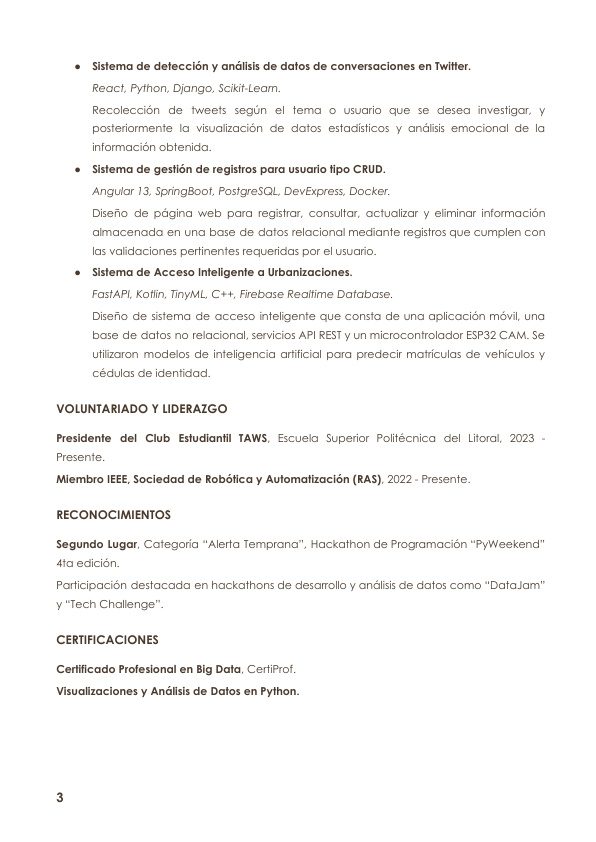 ● Sistema de detección y análisis de datos de conversaciones en Twitter.
React, Python, Django, Scikit-Learn.
Recolección de tweets según el tema o usuario que se desea investigar, y
posteriormente la visualización de datos estadísticos y análisis emocional de la
información obtenida.
● Sistema de gestión de registros para usuario tipo CRUD.
Angular 13, SpringBoot, PostgreSQL, DevExpress, Docker.
Diseño de página web para registrar, consultar, actualizar y eliminar información
almacenada en una base de datos relacional mediante registros que cumplen con
las validaciones pertinentes requeridas por el usuario.
● Sistema de Acceso Inteligente a Urbanizaciones.
FastAPI, Kotlin, TinyML, C++, Firebase Realtime Database.
Diseño de sistema de acceso inteligente que consta de una aplicación móvil, una
base de datos no relacional, servicios API REST y un microcontrolador ESP32 CAM. Se
utilizaron modelos de inteligencia artificial para predecir matrículas de vehículos y
cédulas de identidad.
VOLUNTARIADO Y LIDERAZGO
Presidente del Club Estudiantil TAWS, Escuela Superior Politécnica del Litoral, 2023 -
Presente.
Miembro IEEE, Sociedad de Robótica y Automatización (RAS), 2022 - Presente.
RECONOCIMIENTOS
Segundo Lugar, Categoría “Alerta Temprana”, Hackathon de Programación “PyWeekend”
4ta edición.
Participación destacada en hackathons de desarrollo y análisis de datos como “DataJam”
y “Tech Challenge”.
CERTIFICACIONES
Certificado Profesional en Big Data, CertiProf.
Visualizaciones y Análisis de Datos en Python.
3